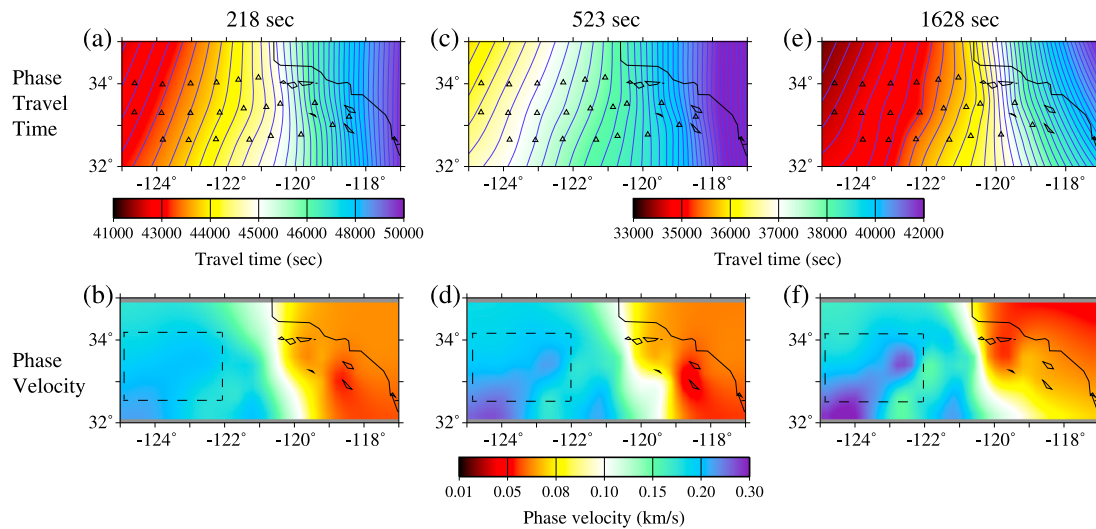 218 sec
523 sec
1628 sec
(a)
(c)
(e)
Phase
Travel
Time
34°
32°
34°
32°
34°
32°
-124° -122° -120° -118°
-124° -122° -120° -118°
-124° -122° -120° -118°
41000 43000 44000 46000 48000 50000
Travel time (sec)
33000 35000 36000 37000 40000 42000
Travel time (sec)
(b)
(d)
(f)
Phase
Velocity
34°
32°
34°
32°
34°
32°
-124° -122° -120° -118°
-124° -122° -120° -118°
-124° -122° -120° -118°
0.01 0.05 0.08 0.10 0.15 0.20 0.30
Phase velocity (km/s)